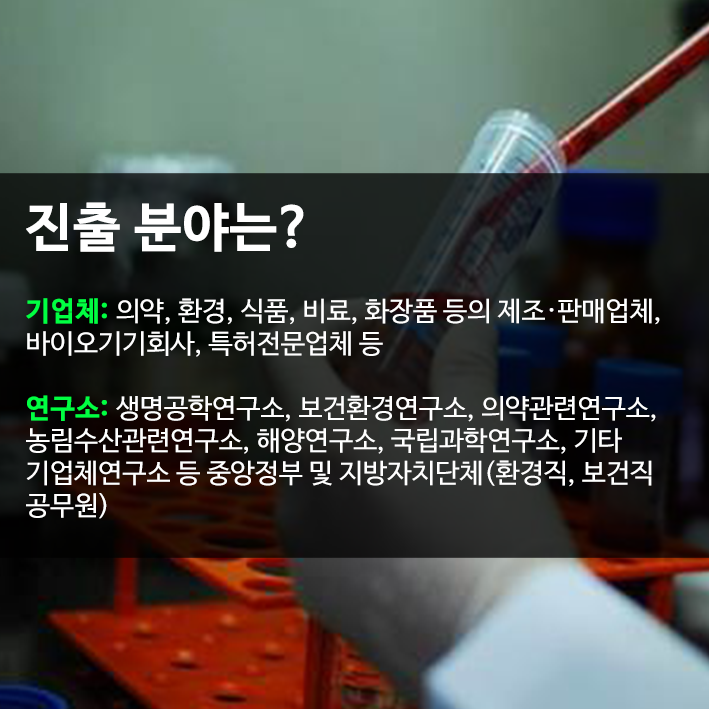 진출 분야는?
기업체: 의약, 환경, 식품, 비료, 화장품 등의 제조·판매업체,
바이오기기회사, 특허전문업체 등
연구소: 생명공학연구소, 보건환경연구소, 의약관련연구소,
농림수산관련연구소, 해양연구소, 국립과학연구소, 기타
기업체연구소 등 중앙정부 및 지방자치단체(환경직, 보건직
공무원)